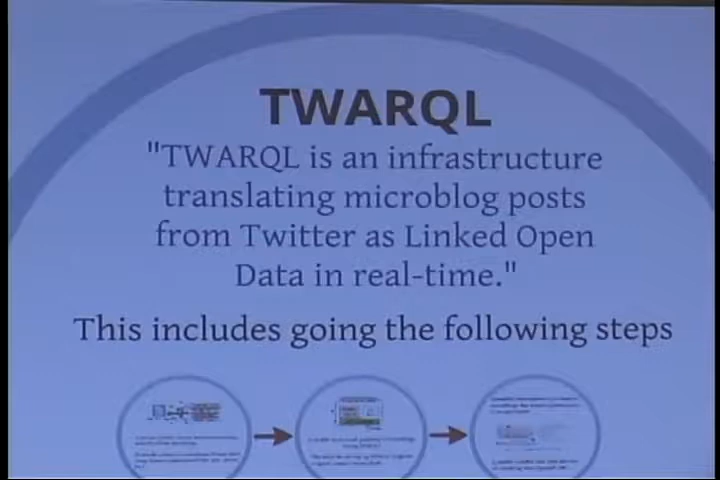 TWARQL
"TWARQL is an infrastructure
translating microblog posts
from Twitter as Linked Open
Data in real-time."
This includes going the following steps